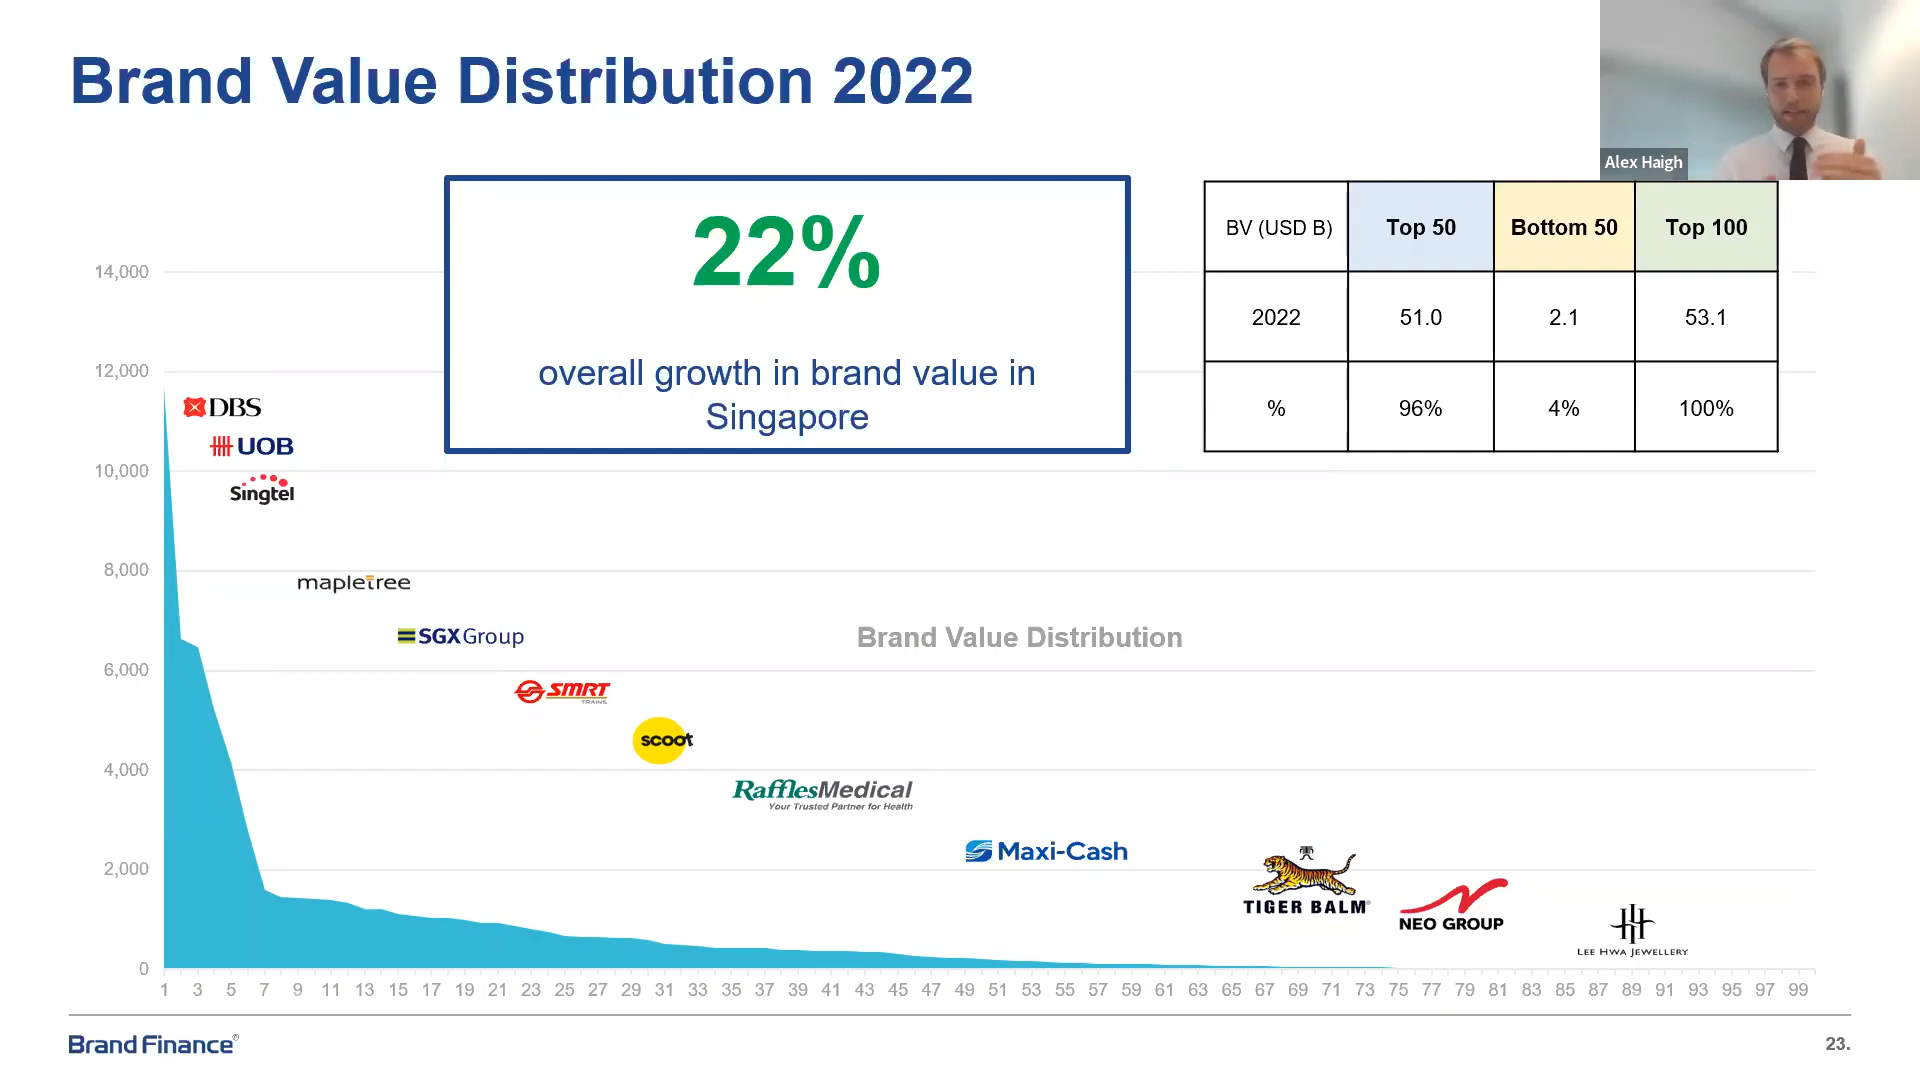 Brand Value Distribution 2022
Alex Haigh
22%
overall growth in brand value in
Singapore
BV (USD B) Top 50 Bottom 50 Top 100
2022 51.0 2.1 53.1
% 96% 4% 100%
14,000
12,000
10,000
8,000
6,000
4,000
2,000
0
DBS
UOB
Singtel
mapletree
SGXGroup
Brand Value Distribution
SMRT
TRAINS
scoot
RafflesMedical
Your Trusted Partner for Health
Maxi-Cash
虎
TIGER BALM®
NEO GROUP
LEE HWA JEWELLERY
1 3 5 7 9 11 13 15 17 19 21 23 25 27 29 31 33 35 37 39 41 43 45 47 49 51 53 55 57 59 61 63 65 67 69 71 73 75 77 79 81 83 85 87 89 91 93 95 97 99
Brand Finance®
23.